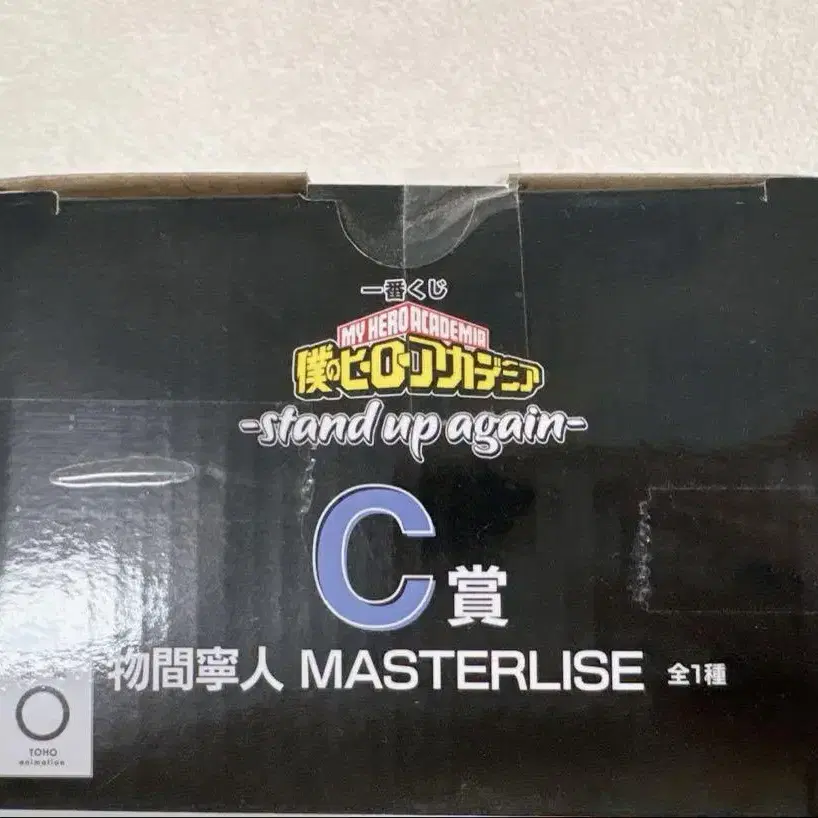 一番くじ
MY HERO ACADEMIA
僕のヒーローアカデミア
-stand up again-
C賞
物間寧人 MASTERLISE 全1種
TOHO
animation